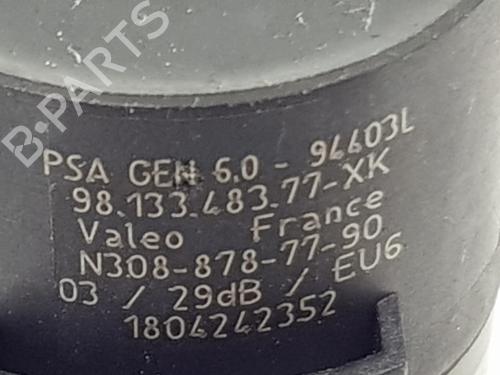 B-PARTS
PSA GEN 6.0 - 94403L
98.133.483.77-XK
Valeo France
N308-878-77-90
03 / 29dB / EU6
1804242352